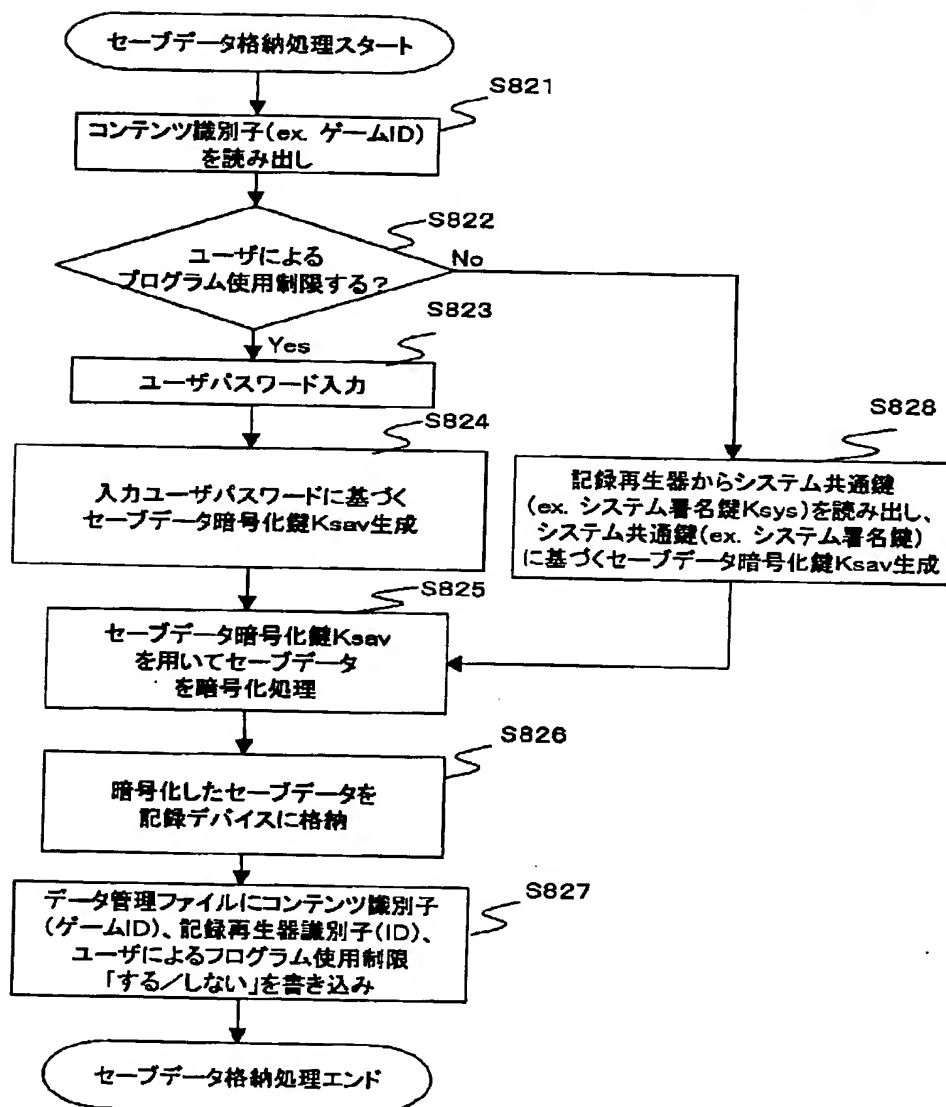 セーブデータ格納処理スタート
S821
コンテンツ識別子(ex. ゲームID)
を読み出し
S822
ユーザによる
プログラム使用制限する?
No
Yes
S823
ユーザパスワード入力
S824
入力ユーザパスワードに基づく
セーブデータ暗号化鍵Ksav生成
S828
記録再生器からシステム共通鍵
(ex. システム署名鍵Ksys)を読み出し、
システム共通鍵(ex. システム署名鍵)
に基づくセーブデータ暗号化鍵Ksav生成
S825
セーブデータ暗号化鍵Ksav
を用いてセーブデータ
を暗号化処理
S826
暗号化したセーブデータを
記録デバイスに格納
S827
データ管理ファイルにコンテンツ識別子
(ゲームID)、記録再生器識別子(ID)、
ユーザによるプログラム使用制限
「する/しない」を書き込み
セーブデータ格納処理エンド